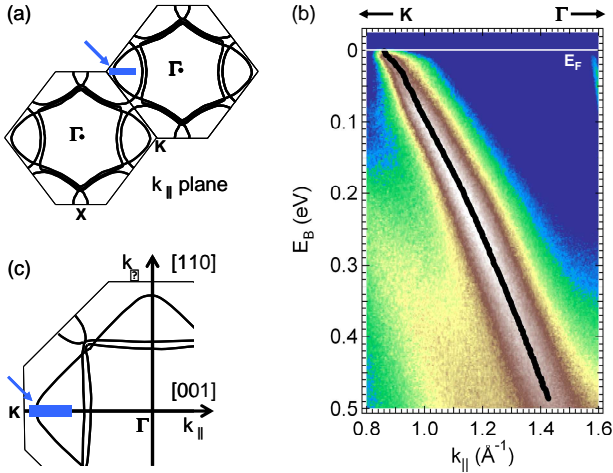 (a)
Γ
Γ
K
X
k∥ plane
(b)
K
Γ
0
E_F
0.1
0.2
0.3
0.4
0.5
E_B (eV)
0.8
1.0
1.2
1.4
1.6
k∥ (Å⁻¹)
(c)
k
[110]
[001]
K
Γ
k∥